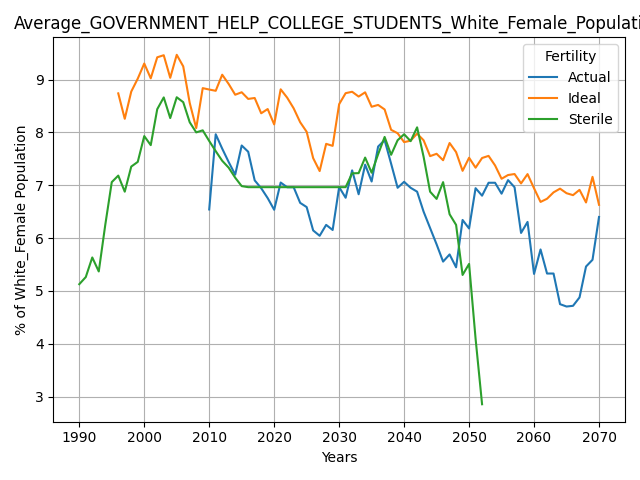 Average_GOVERNMENT_HELP_COLLEGE_STUDENTS_White_Female_Populati
Fertility
Actual
Ideal
Sterile
% of White_Female Population
9
8
7
6
5
4
3
1990 2000 2010 2020 2030 2040 2050 2060 2070
Years